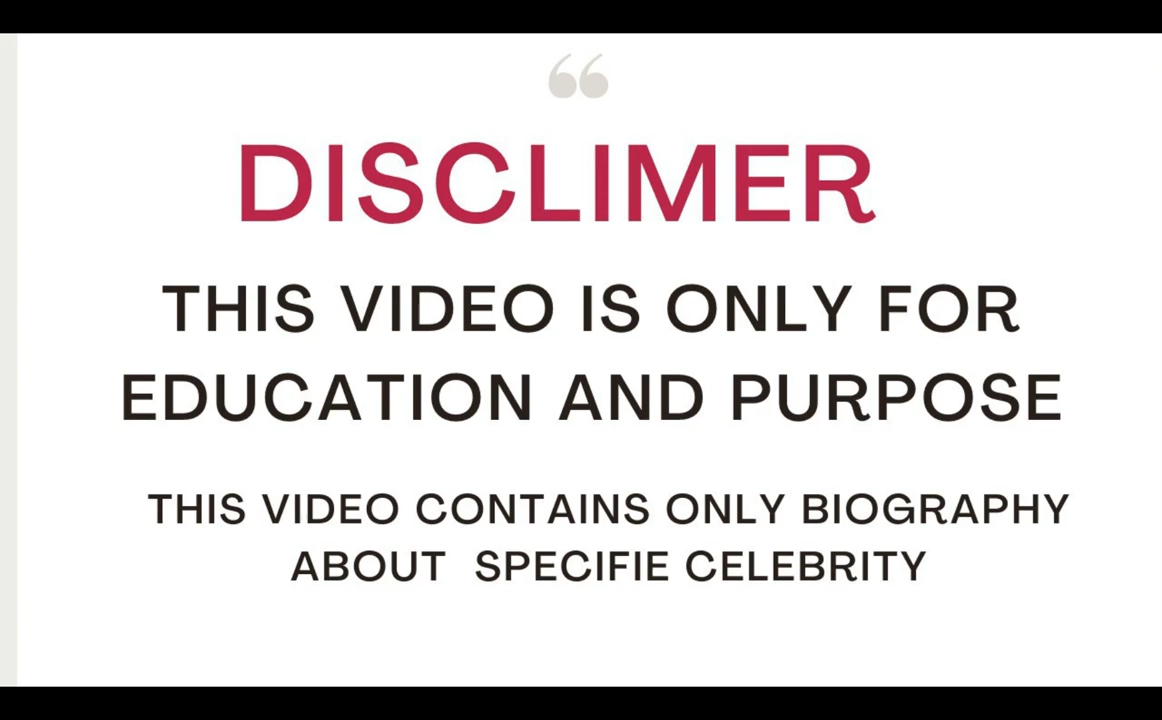 “
DISCLIMER
THIS VIDEO IS ONLY FOR
EDUCATION AND PURPOSE
THIS VIDEO CONTAINS ONLY BIOGRAPHY
ABOUT SPECIFIE CELEBRITY